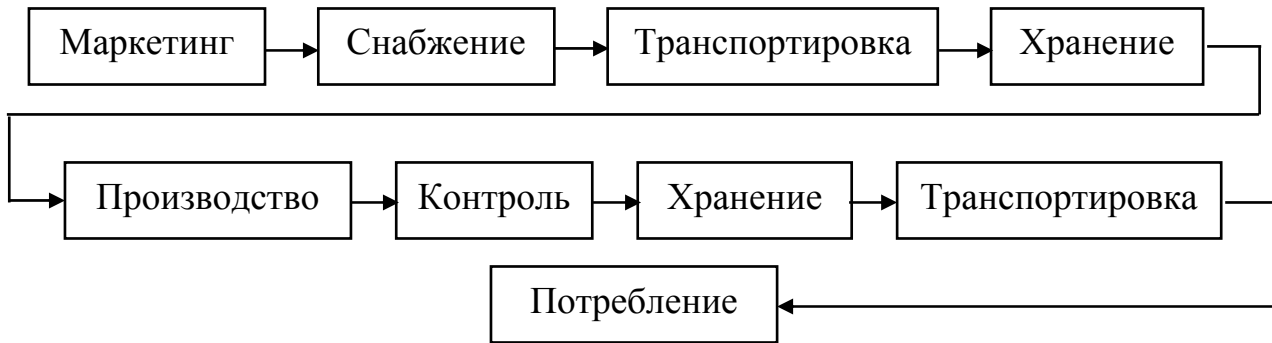 Маркетинг Снабжение Транспортировка Хранение
Производство Контроль Хранение Транспортировка
Потребление